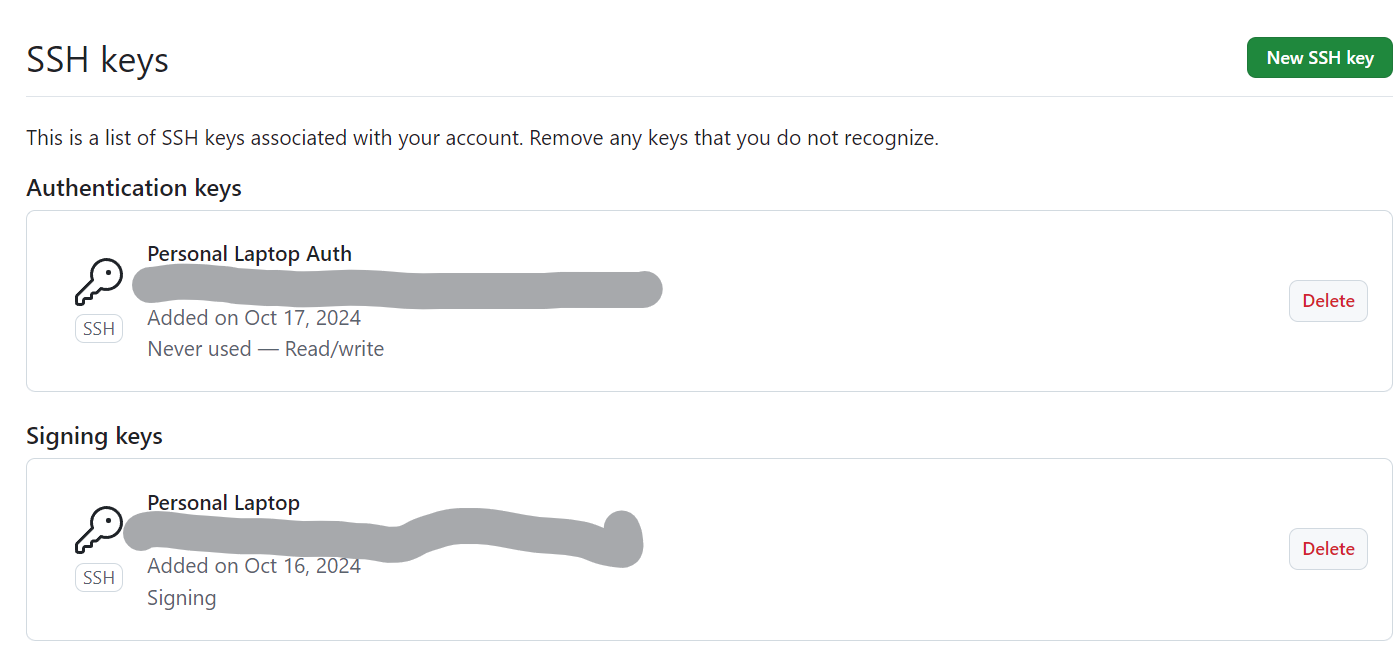 SSH keys
New SSH key
This is a list of SSH keys associated with your account. Remove any keys that you do not recognize.
Authentication keys
Personal Laptop Auth
Added on Oct 17, 2024
SSH
Never used — Read/write
Delete
Signing keys
Personal Laptop
Added on Oct 16, 2024
SSH
Signing
Delete